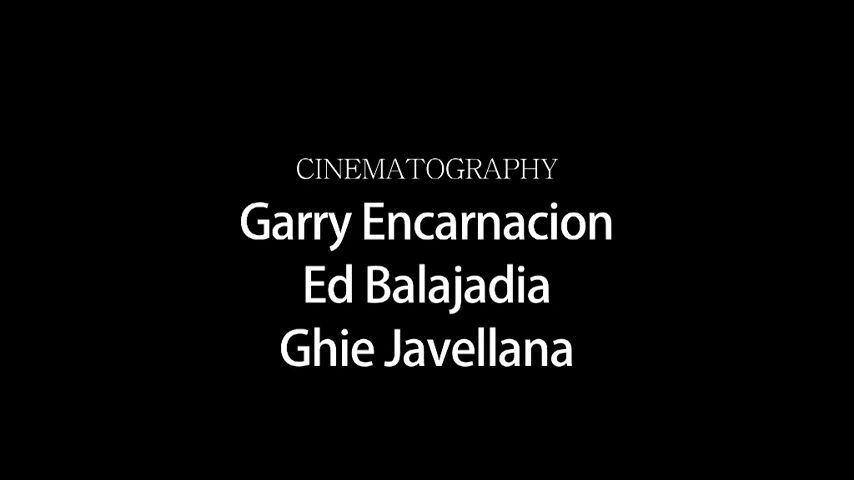 CINEMATOGRAPHY
Garry Encarnacion
Ed Balajadia
Ghie Javellana